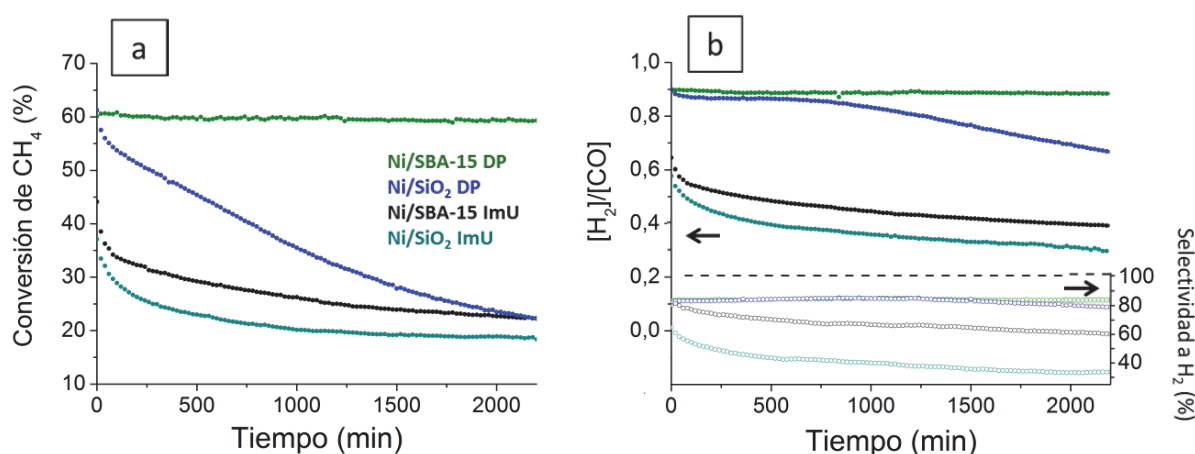 a
Conversión de CH4 (%)
70
60
50
40
30
20
10
Ni/SBA-15 DP
Ni/SiO2 DP
Ni/SBA-15 ImU
Ni/SiO2 ImU
0
500
1000
1500
2000
Tiempo (min)
b
[H2]/[CO]
1,0
0,8
0,6
0,4
0,2
0,0
100
80
60
40
Selectividad a H2 (%)
0
500
1000
1500
2000
Tiempo (min)